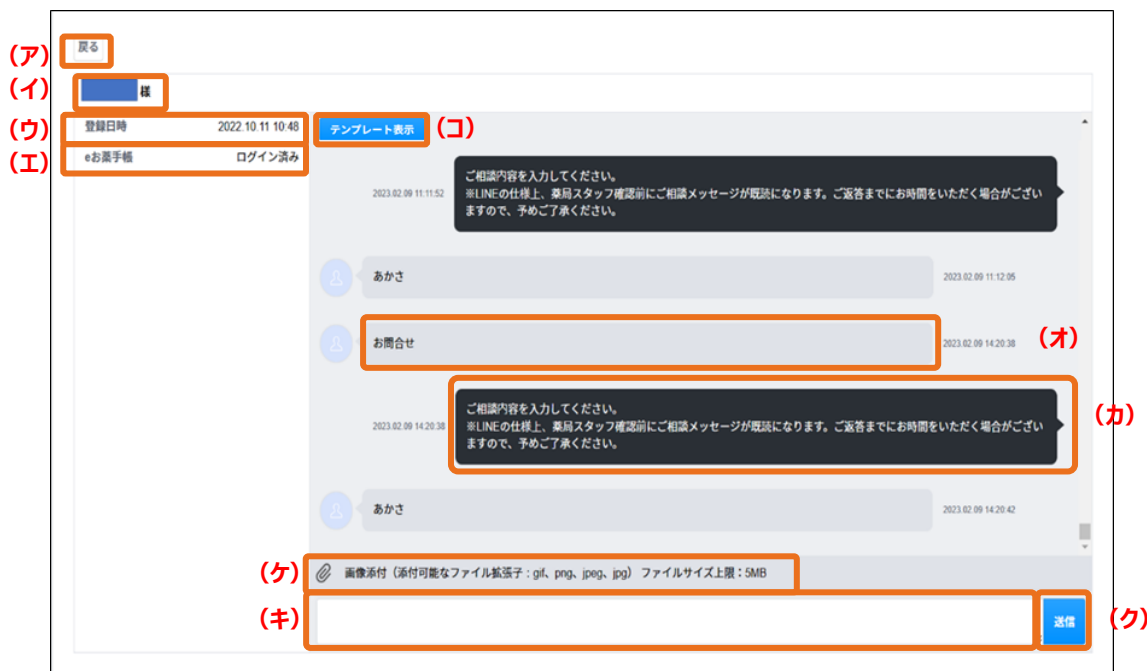 (ア)
戻る
(イ)
様
(ウ)
登録日時 2022.10.11 10:48
(エ)
eお薬手帳 ログイン済み
テンプレート表示
(コ)
2023.02.09 11:11:52
ご相談内容を入力してください。
※LINEの仕様上、薬局スタッフ確認前にご相談メッセージが既読になります。ご返答までにお時間をいただく場合がござい
ますので、予めご了承ください。
あかさ
2023.02.09 11:12:05
お問合せ
2023.02.09 14:20:38
(オ)
2023.02.09 14:20:38
ご相談内容を入力してください。
※LINEの仕様上、薬局スタッフ確認前にご相談メッセージが既読になります。ご返答までにお時間をいただく場合がござい
ますので、予めご了承ください。
(カ)
あかさ
2023.02.09 14:20:42
(ケ)
画像添付（添付可能なファイル拡張子：gif、png、jpeg、jpg） ファイルサイズ上限：5MB
(キ)
送信
(ク)